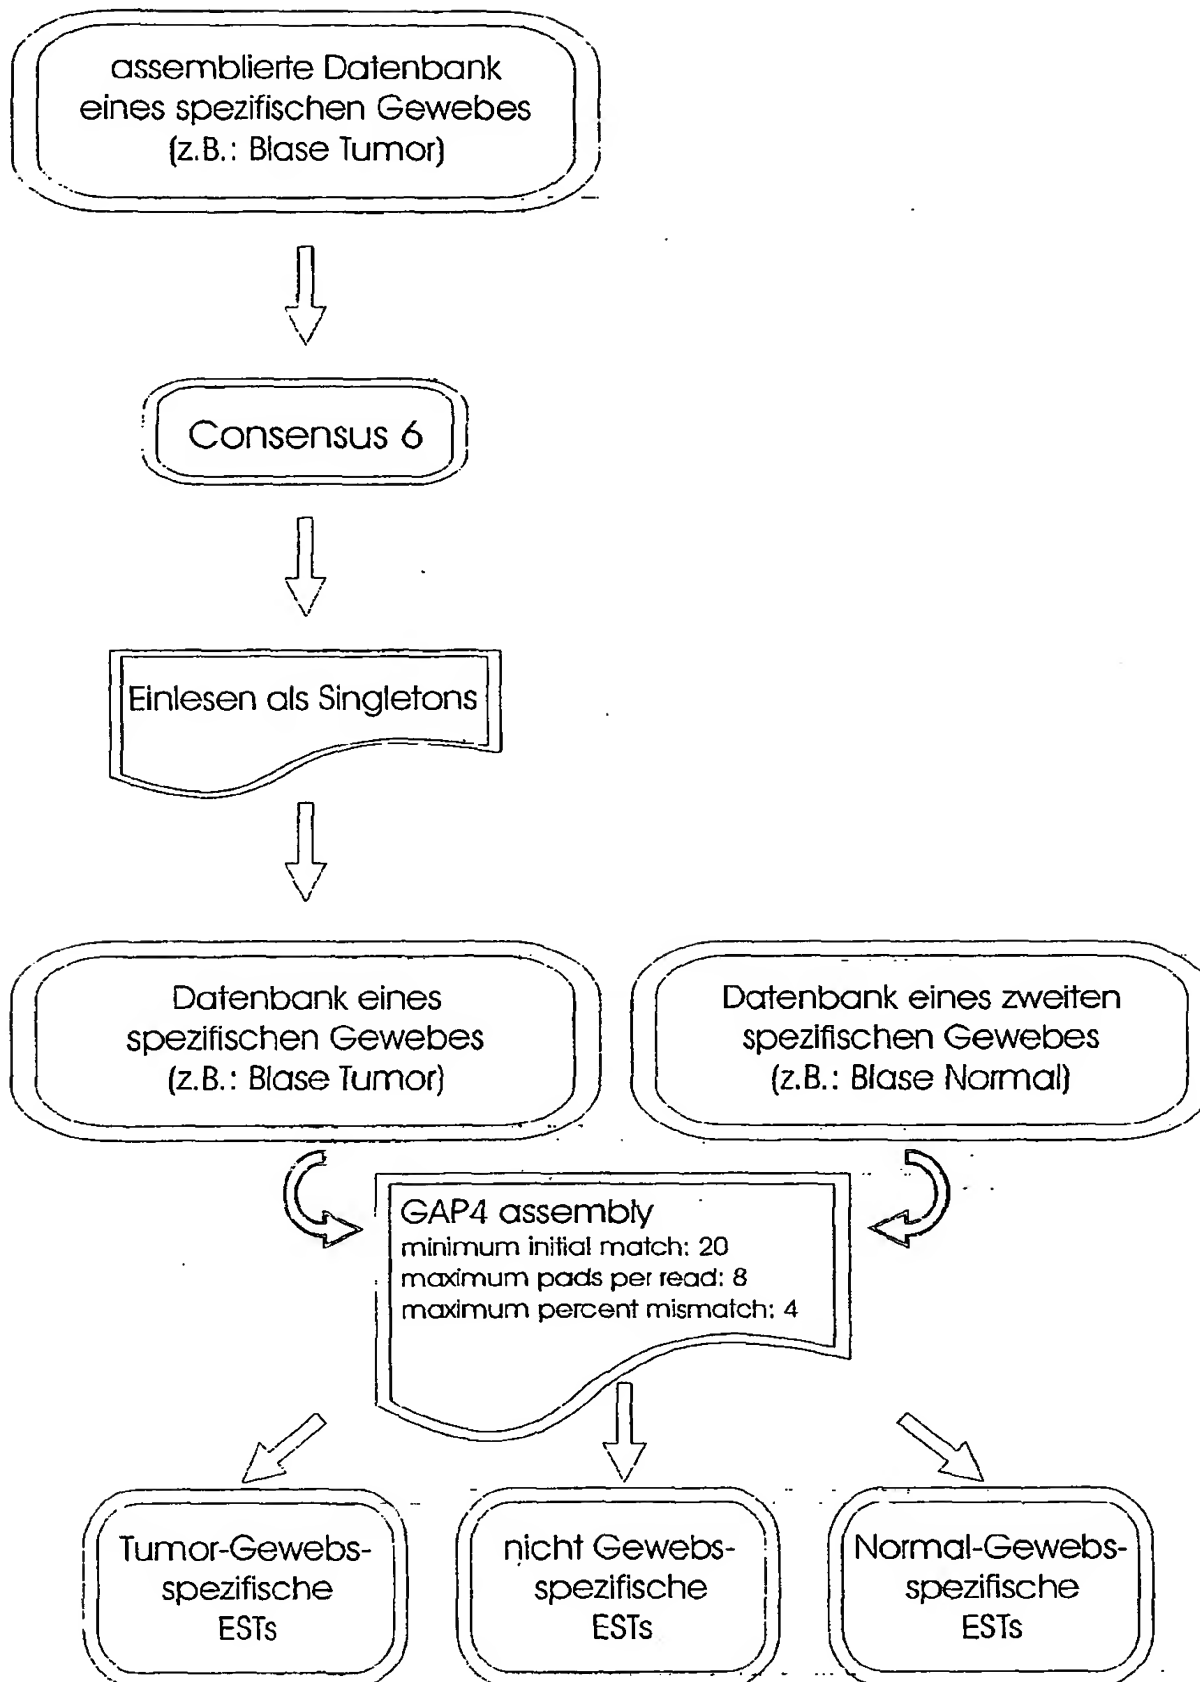 assemblierte Datenbank
eines spezifischen Gewebes
(z.B.: Blase Tumor)
Consensus 6
Einlesen als Singletons
Datenbank eines
spezifischen Gewebes
(z.B.: Blase Tumor)
Datenbank eines zweiten
spezifischen Gewebes
(z.B.: Blase Normal)
GAP4 assembly
minimum initial match: 20
maximum pads per read: 8
maximum percent mismatch: 4
Tumor-Gewebs-
spezifische
ESTs
nicht Gewebs-
spezifische
ESTs
Normal-Gewebs-
spezifische
ESTs